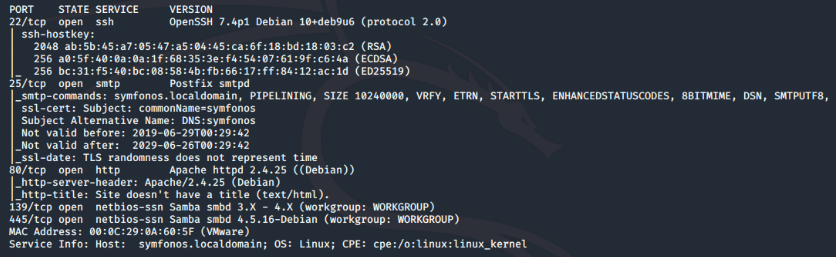 PORT    STATE SERVICE     VERSION
22/tcp  open  ssh         OpenSSH 7.4p1 Debian 10+deb9u6 (protocol 2.0)
| ssh-hostkey:
|   2048 ab:5b:45:a7:05:47:a5:04:45:ca:6f:18:bd:18:03:c2 (RSA)
|   256 a0:5f:40:0a:0a:1f:68:35:3e:f4:54:07:61:9f:c6:4a (ECDSA)
|_  256 bc:31:f5:40:bc:08:58:4b:fb:66:17:ff:84:12:ac:1d (ED25519)
25/tcp  open  smtp        Postfix smtpd
|_smtp-commands: symfonos.localdomain, PIPELINING, SIZE 10240000, VRFY, ETRN, STARTTLS, ENHANCEDSTATUSCODES, 8BITMIME, DSN, SMTPUTF8,
| ssl-cert: Subject: commonName=symfonos
| Subject Alternative Name: DNS:symfonos
| Not valid before: 2019-06-29T00:29:42
|_Not valid after:  2029-06-26T00:29:42
|_ssl-date: TLS randomness does not represent time
80/tcp  open  http        Apache httpd 2.4.25 ((Debian))
|_http-server-header: Apache/2.4.25 (Debian)
|_http-title: Site doesn't have a title (text/html).
139/tcp open  netbios-ssn Samba smbd 3.X - 4.X (workgroup: WORKGROUP)
445/tcp open  netbios-ssn Samba smbd 4.5.16-Debian (workgroup: WORKGROUP)
MAC Address: 00:0C:29:0A:60:5F (VMware)
Service Info: Host:  symfonos.localdomain; OS: Linux; CPE: cpe:/o:linux:linux_kernel